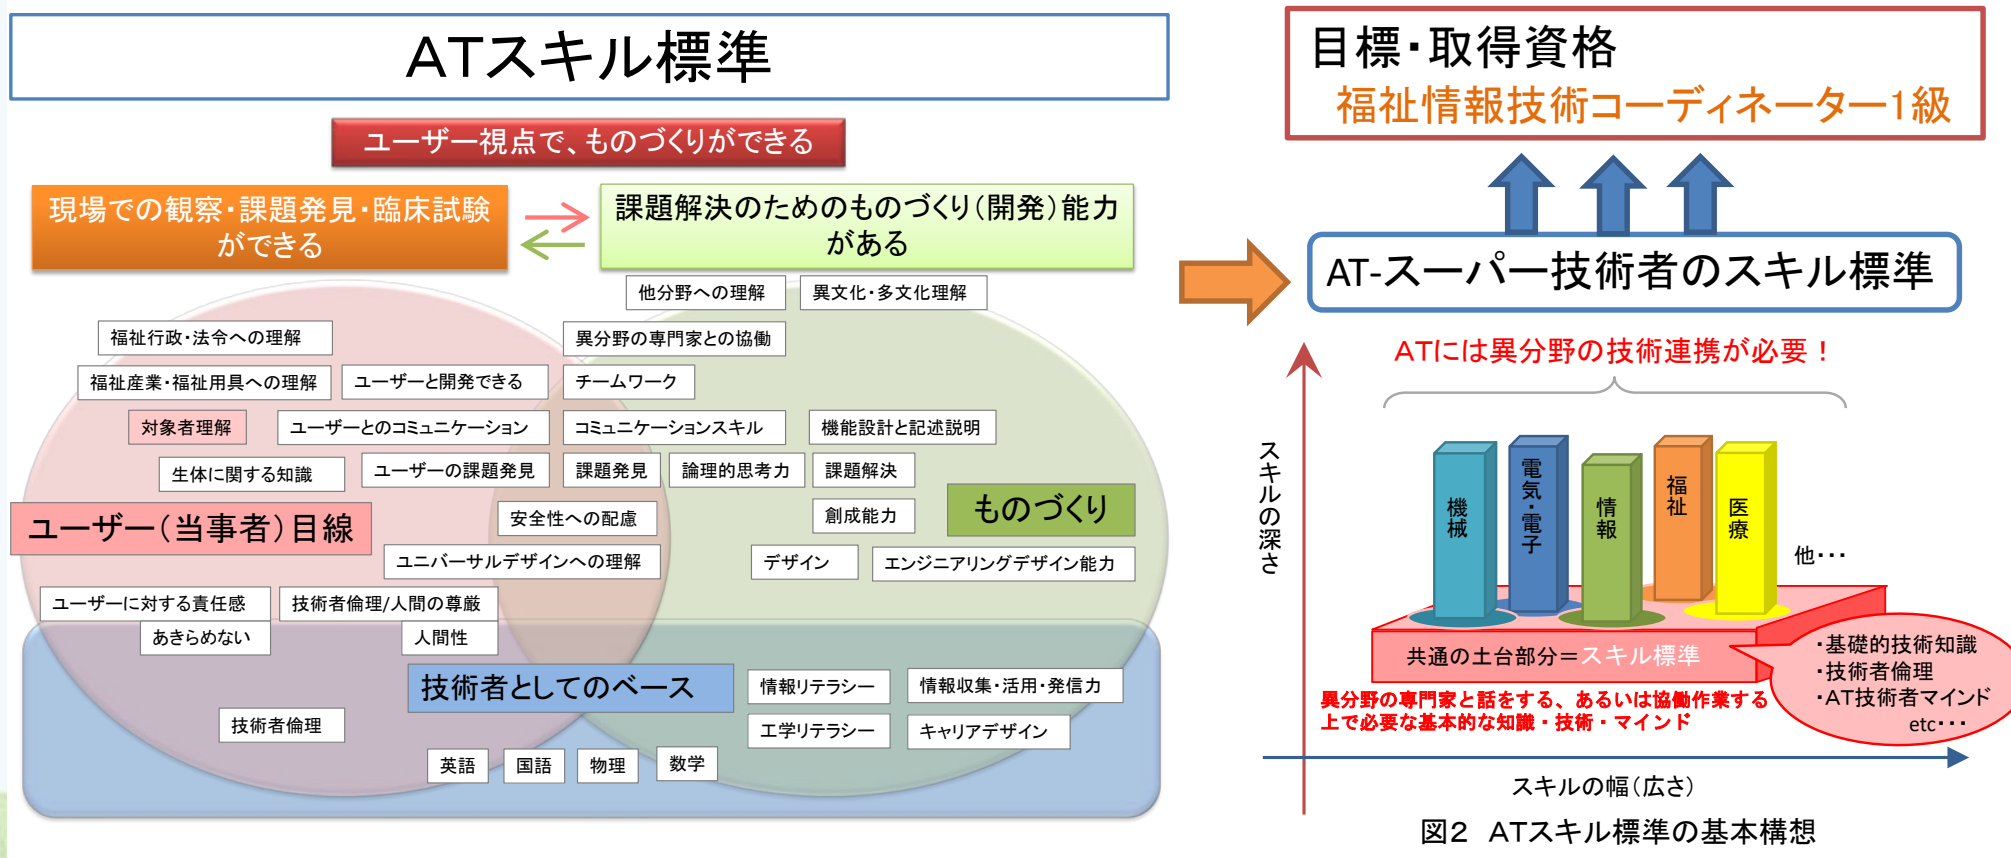 ATスキル標準
ユーザー視点で、ものづくりができる
現場での観察・課題発見・臨床試験
ができる
課題解決のためのものづくり(開発)能力
がある
他分野への理解
異文化・多文化理解
福祉行政・法令への理解
異分野の専門家との協働
福祉産業・福祉用具への理解
ユーザーと開発できる
チームワーク
対象者理解
ユーザーとのコミュニケーション
コミュニケーションスキル
機能設計と記述説明
生体に関する知識
ユーザーの課題発見
課題発見
論理的思考力
課題解決
ユーザー(当事者)目線
安全性への配慮
創成能力
ものづくり
ユニバーサルデザインへの理解
デザイン
エンジニアリングデザイン能力
ユーザーに対する責任感
技術者倫理/人間の尊厳
あきらめない
人間性
技術者としてのベース
情報リテラシー
情報収集・活用・発信力
技術者倫理
工学リテラシー
キャリアデザイン
英語
国語
物理
数学
目標・取得資格
福祉情報技術コーディネーター1級
AT-スーパー技術者のスキル標準
ATには異分野の技術連携が必要!
スキルの深さ
機械
電気・電子
情報
福祉
医療
他・・・
共通の土台部分=スキル標準
・基礎的技術知識
・技術者倫理
・AT技術者マインド
etc・・・
異分野の専門家と話をする、あるいは協働作業する
上で必要な基本的な知識・技術・マインド
スキルの幅(広さ)
図2 ATスキル標準の基本構想